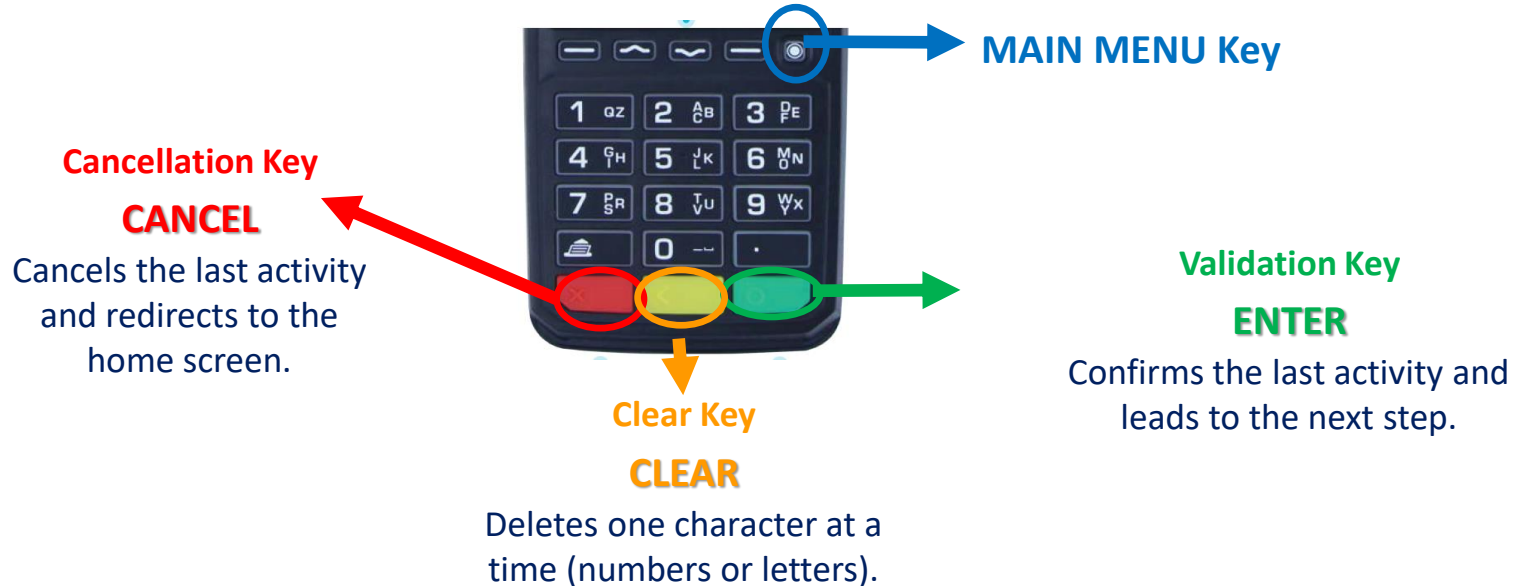 MAIN MENU Key
1 QZ 2 ABC 3 DEF
4 GHI 5 JKL 6 MNO
7 PRS 8 TUV 9 WXY
0 .
Cancellation Key
CANCEL
Cancels the last activity
and redirects to the
home screen.
Clear Key
CLEAR
Deletes one character at a
time (numbers or letters).
Validation Key
ENTER
Confirms the last activity and
leads to the next step.